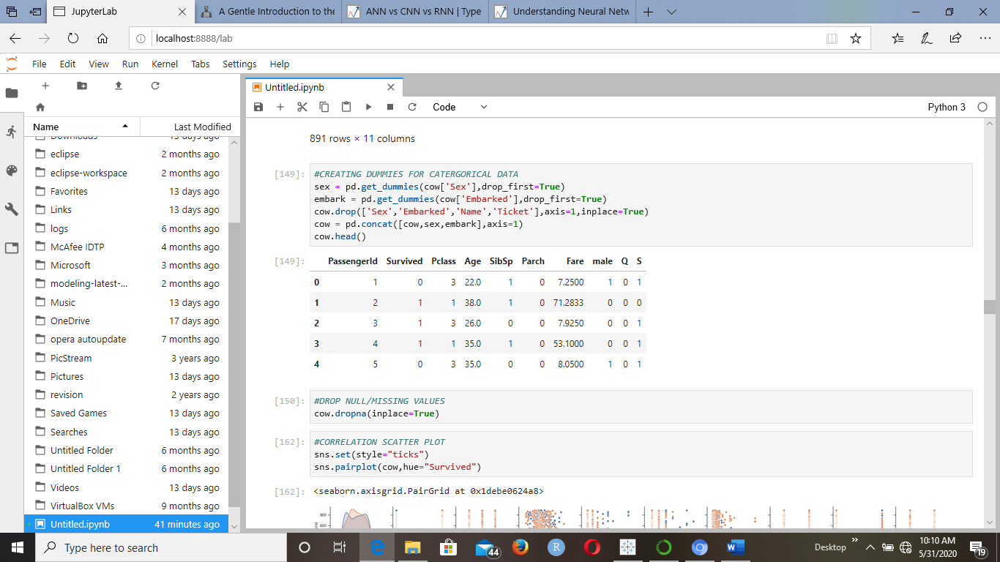 JupyterLab
A Gentle Introduction to the
ANN vs CNN vs RNN | Type
Understanding Neural Netw
localhost:8888/lab
File Edit View Run Kernel Tabs Settings Help
Name Last Modified
Downloads 13 days ago
eclipse 2 months ago
eclipse-workspace 2 months ago
Favorites 13 days ago
Links 13 days ago
logs 6 months ago
McAfee IDTP 4 months ago
Microsoft 3 months ago
modeling-latest-... 2 months ago
Music 13 days ago
OneDrive 17 days ago
opera autoupdate 7 months ago
PicStream 3 years ago
Pictures 13 days ago
revision 2 years ago
Saved Games 13 days ago
Searches 13 days ago
Untitled Folder 6 months ago
Untitled Folder 1 6 months ago
Videos 13 days ago
VirtualBox VMs 9 months ago
Untitled.ipynb 41 minutes ago
Untitled.ipynb
Code
Python 3
891 rows × 11 columns
[149]: #CREATING DUMMIES FOR CATERGORICAL DATA
sex = pd.get_dummies(cow['Sex'],drop_first=True)
embark = pd.get_dummies(cow['Embarked'],drop_first=True)
cow.drop(['Sex','Embarked','Name','Ticket'],axis=1,inplace=True)
cow = pd.concat([cow,sex,embark],axis=1)
cow.head()
[149]: PassengerId Survived Pclass Age SibSp Parch Fare male Q S
0 1 0 3 22.0 1 0 7.2500 1 0 1
1 2 1 1 38.0 1 0 71.2833 0 0 0
2 3 1 3 26.0 0 0 7.9250 0 0 1
3 4 1 1 35.0 1 0 53.1000 0 0 1
4 5 0 3 35.0 0 0 8.0500 1 0 1
[150]: #DROP NULL/MISSING VALUES
cow.dropna(inplace=True)
[162]: #CORRELATION SCATTER PLOT
sns.set(style="ticks")
sns.pairplot(cow,hue="Survived")
[162]: <seaborn.axisgrid.PairGrid at 0x1debe0624a8>
800
600
Type here to search
44
R
W
Desktop
10:10 AM
5/31/2020
19